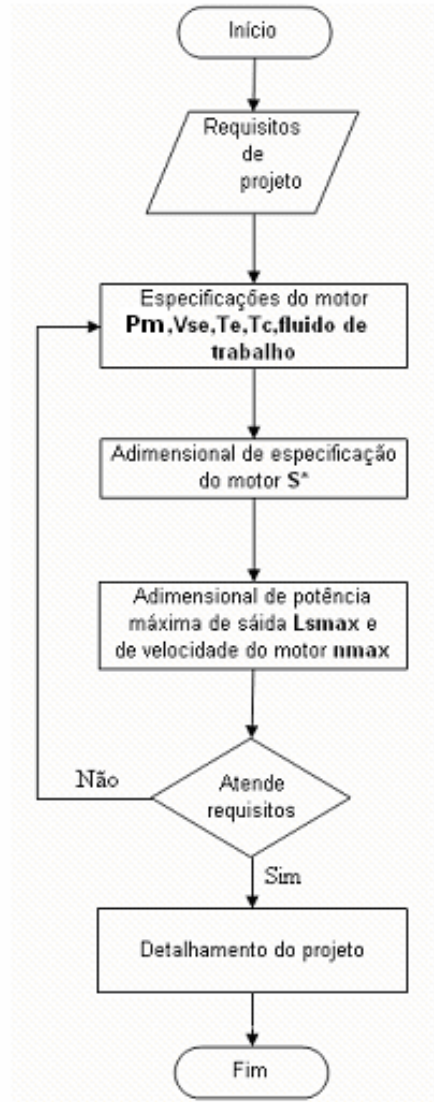 Início
Requisitos
de
projeto
Especificações do motor
Pm,Vse,Te,Tc,fluido de
trabalho
Adimensional de especificação
do motor S*
Adimensional de potência
máxima de sáida Lsmax e
de velocidade do motor nmax
Atende
requisitos
Não
Sim
Detalhamento do projeto
Fim